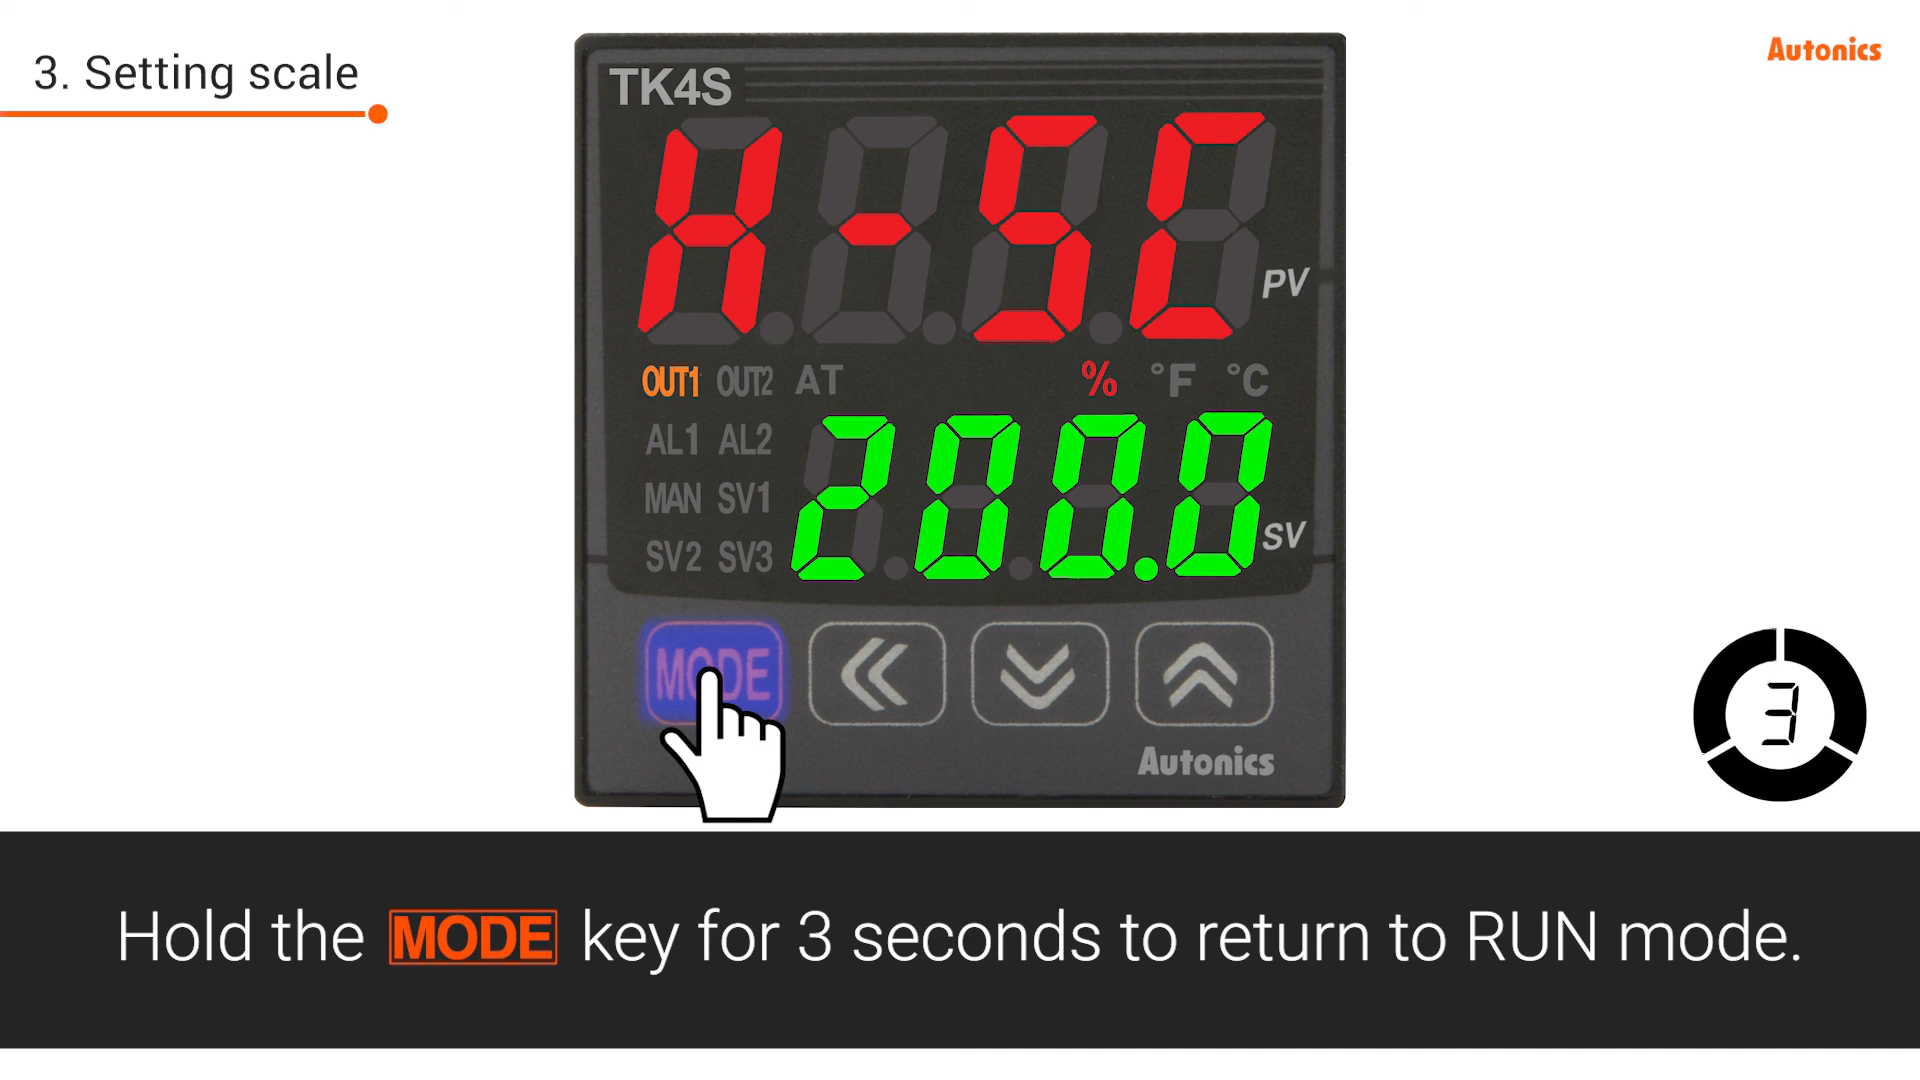 3. Setting scale
Autonics
TK4S
H-SC
PV
OUT1 OUT2 AT % °F °C
AL1 AL2
MAN SV1
SV2 SV3
200.0
SV
MODE
Autonics
3
Hold the MODE key for 3 seconds to return to RUN mode.